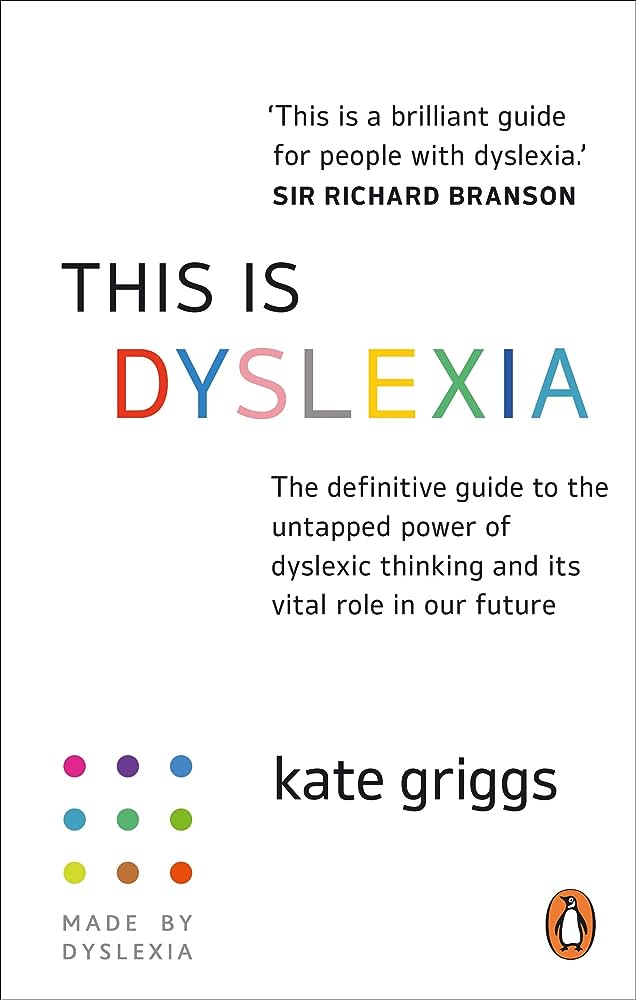 'This is a brilliant guide
for people with dyslexia.'
SIR RICHARD BRANSON
THIS IS
DYSLEXIA
The definitive guide to the
untapped power of
dyslexic thinking and its
vital role in our future
kate griggs
MADE BY
DYSLEXIA